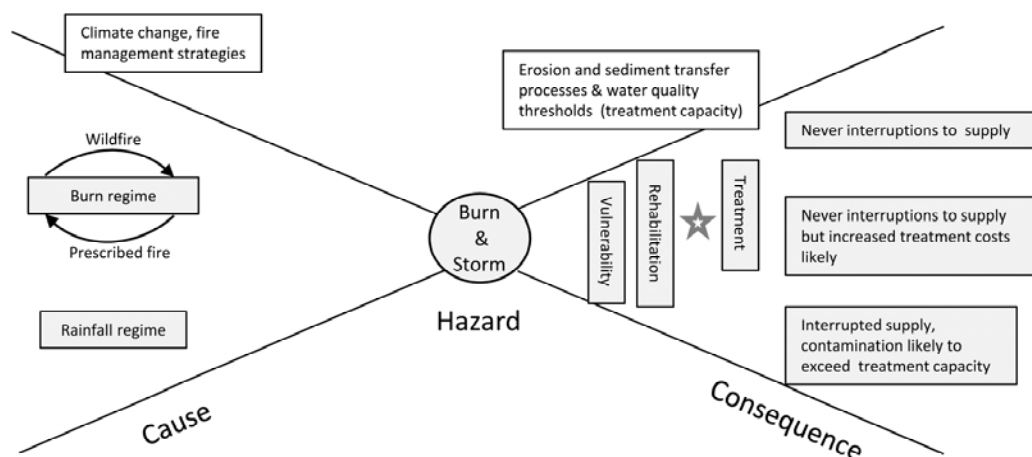 Climate change, fire
management strategies
Wildfire
Burn regime
Prescribed fire
Rainfall regime
Cause
Burn
&
Storm
Hazard
Erosion and sediment transfer
processes & water quality
thresholds (treatment capacity)
Vulnerability
Rehabilitation
Treatment
Never interruptions to supply
Never interruptions to supply
but increased treatment costs
likely
Interrupted supply,
contamination likely to
exceed treatment capacity
Consequence